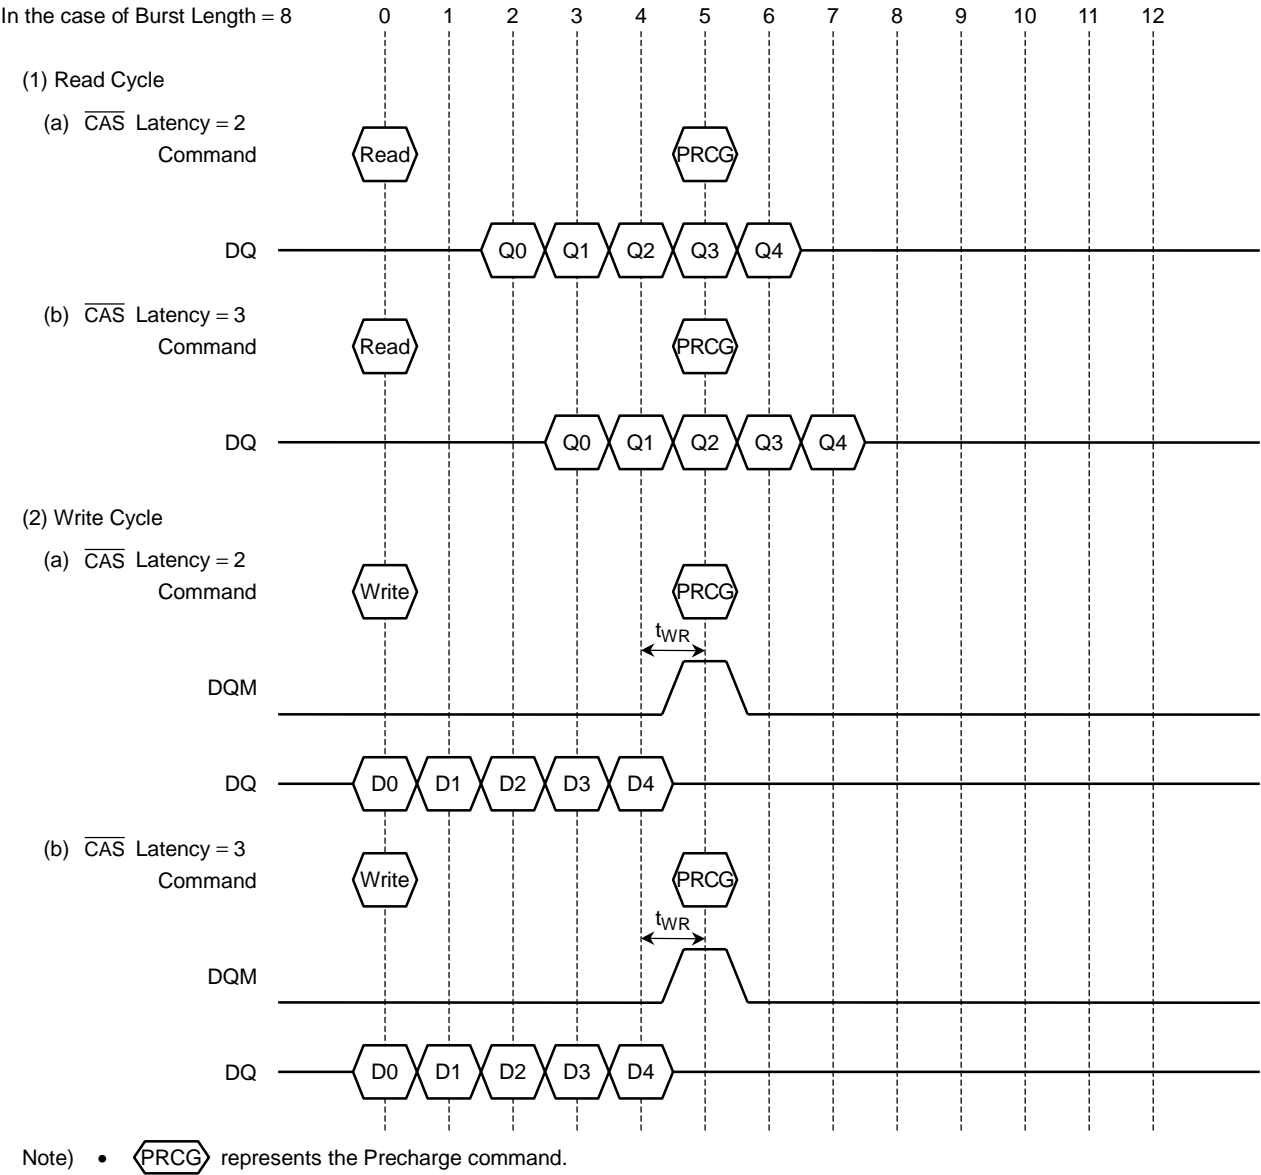 In the case of Burst Length = 8 0 1 2 3 4 5 6 7 8 9 10 11 12
(1) Read Cycle
(a) C̅A̅S̅ Latency = 2
Command Read PRCG
DQ Q0 Q1 Q2 Q3 Q4
(b) C̅A̅S̅ Latency = 3
Command Read PRCG
DQ Q0 Q1 Q2 Q3 Q4
(2) Write Cycle
(a) C̅A̅S̅ Latency = 2
Command Write PRCG
tWR
DQM
DQ D0 D1 D2 D3 D4
(b) C̅A̅S̅ Latency = 3
Command Write PRCG
tWR
DQM
DQ D0 D1 D2 D3 D4
Note) • PRCG represents the Precharge command.